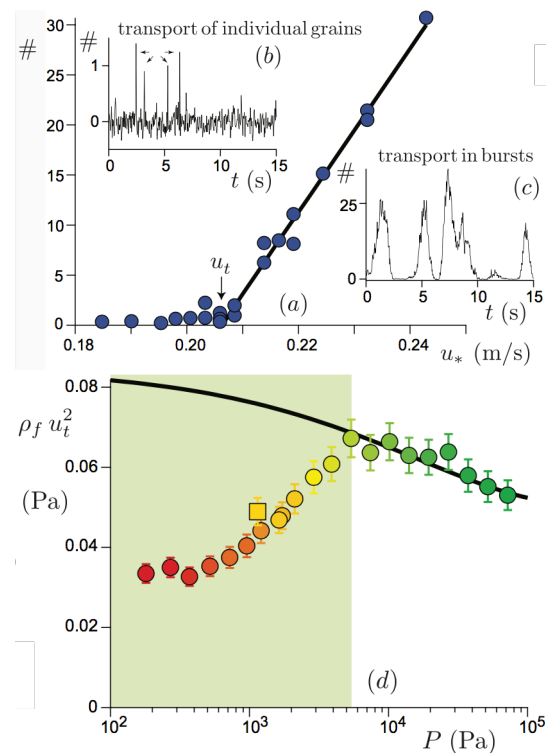 30
#
#
transport of individual grains
(b)
1
0
0
5
10
15
t (s)
25
20
15
10
5
0
transport in bursts
#
(c)
25
0
0
5
10
15
t (s)
u_t
(a)
0.18
0.20
0.22
0.24
u_* (m/s)
0.08
ρ_f u_t^2
0.06
(Pa)
0.04
0.02
0
(d)
10^2
10^3
10^4
10^5
P (Pa)